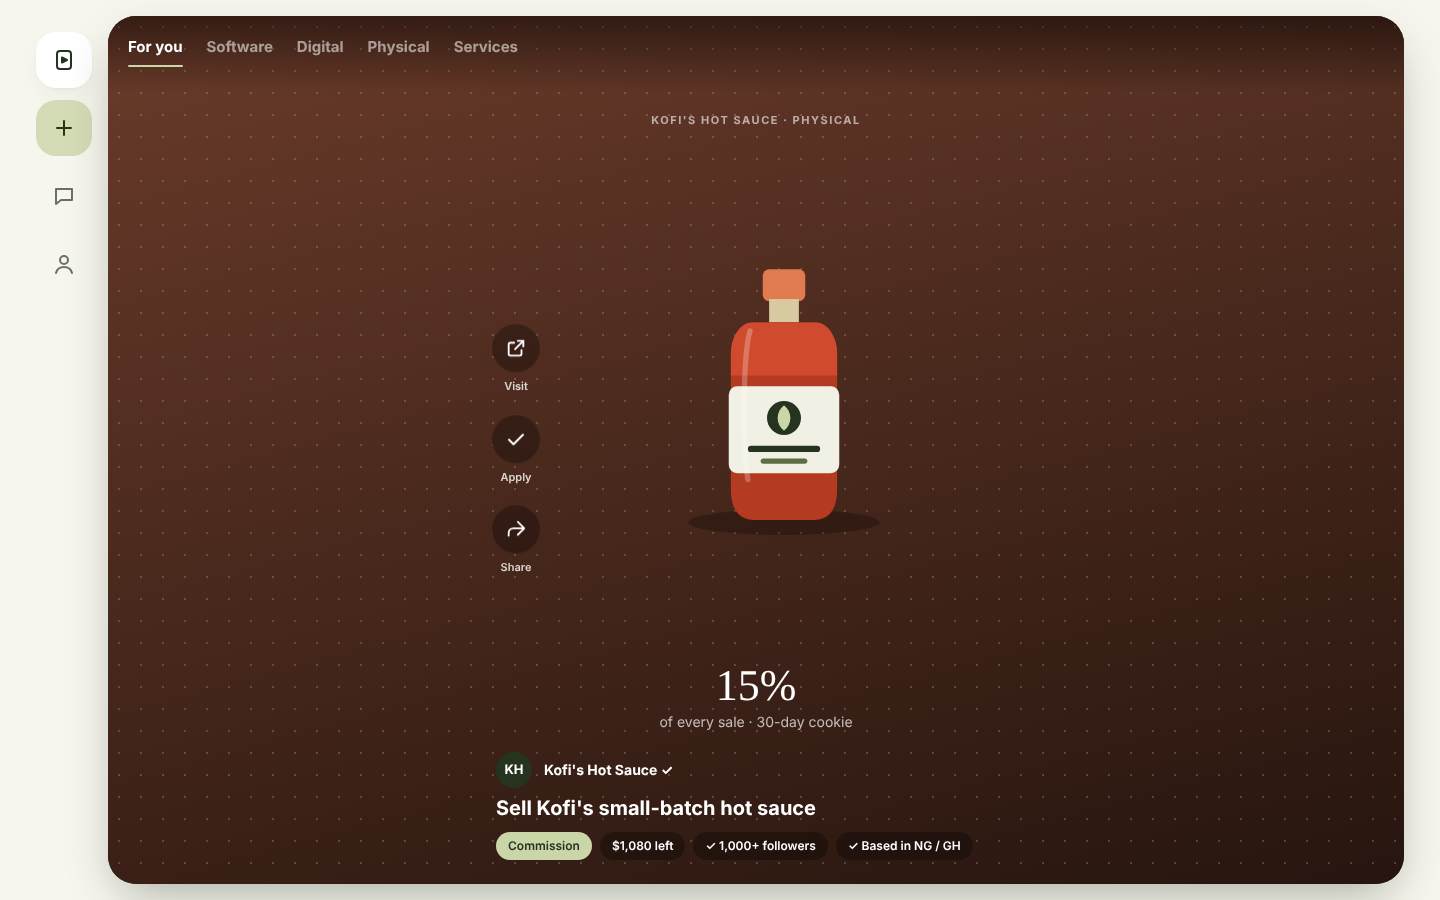 For you Software Digital Physical Services
KOFI'S HOT SAUCE · PHYSICAL
Visit
Apply
Share
15%
of every sale · 30-day cookie
KH Kofi's Hot Sauce ✓
Sell Kofi's small-batch hot sauce
Commission $1,080 left ✓ 1,000+ followers ✓ Based in NG / GH